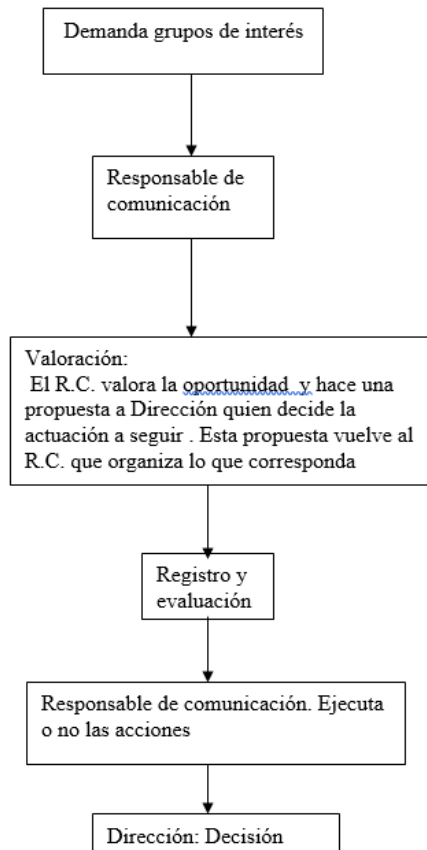 Demanda grupos de interés
Responsable de
comunicación
Valoración:
El R.C. valora la oportunidad y hace una
propuesta a Dirección quien decide la
actuación a seguir . Esta propuesta vuelve al
R.C. que organiza lo que corresponda
Registro y
evaluación
Responsable de comunicación. Ejecuta
o no las acciones
Dirección: Decisión